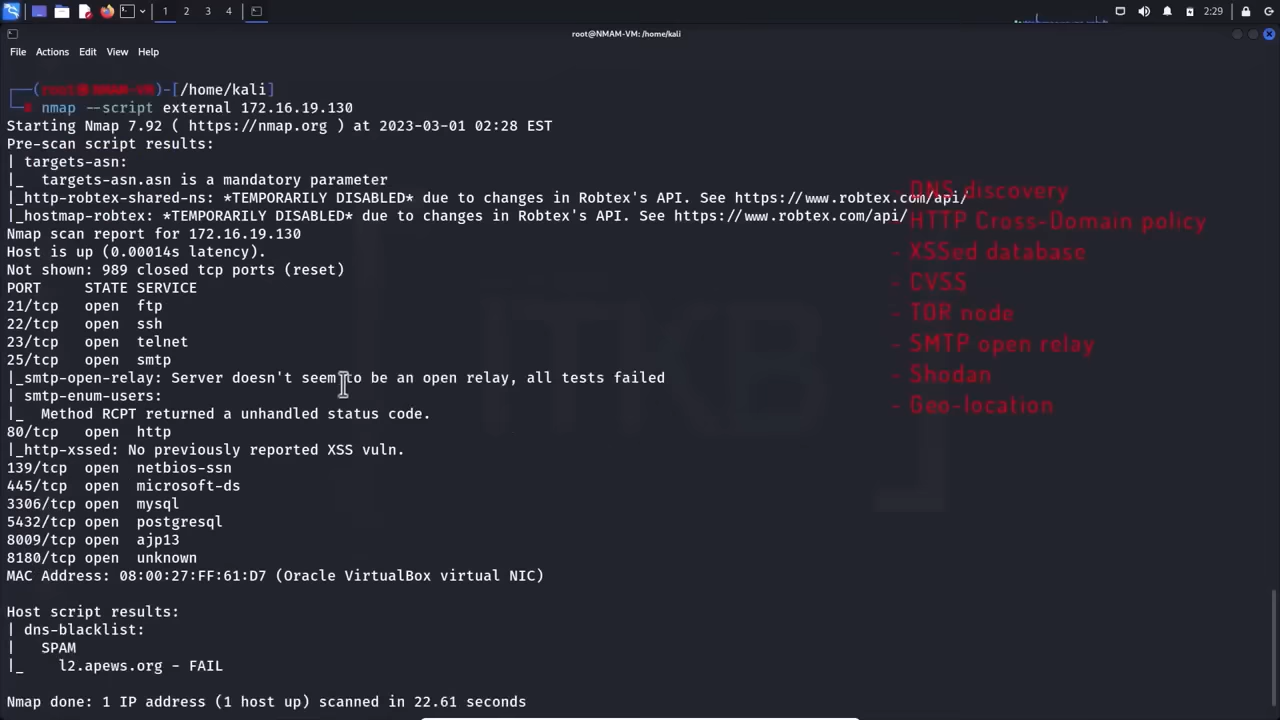 1 2 3 4
2:29
root@NMAM-VM: /home/kali
File Actions Edit View Help
┌──(root㉿NMAM-VM)-[/home/kali]
└─# nmap --script external 172.16.19.130
Starting Nmap 7.92 ( https://nmap.org ) at 2023-03-01 02:28 EST
Pre-scan script results:
| targets-asn:
|_  targets-asn.asn is a mandatory parameter
|_http-robtex-shared-ns: *TEMPORARILY DISABLED* due to changes in Robtex's API. See https://www.robtex.com/api/
|_hostmap-robtex: *TEMPORARILY DISABLED* due to changes in Robtex's API. See https://www.robtex.com/api/
Nmap scan report for 172.16.19.130
Host is up (0.00014s latency).
Not shown: 989 closed tcp ports (reset)
PORT     STATE SERVICE
21/tcp   open  ftp
22/tcp   open  ssh
23/tcp   open  telnet
25/tcp   open  smtp
|_smtp-open-relay: Server doesn't seem to be an open relay, all tests failed
| smtp-enum-users:
|_  Method RCPT returned a unhandled status code.
80/tcp   open  http
|_http-xssed: No previously reported XSS vuln.
139/tcp  open  netbios-ssn
445/tcp  open  microsoft-ds
3306/tcp open  mysql
5432/tcp open  postgresql
8009/tcp open  ajp13
8180/tcp open  unknown
MAC Address: 08:00:27:FF:61:D7 (Oracle VirtualBox virtual NIC)
Host script results:
| dns-blacklist:
|   SPAM
|_    l2.apews.org - FAIL
Nmap done: 1 IP address (1 host up) scanned in 22.61 seconds
- DNS discovery
- HTTP Cross-Domain policy
- XSSed database
- CVSS
- TOR node
- SMTP open relay
- Shodan
- Geo-location
ITKB